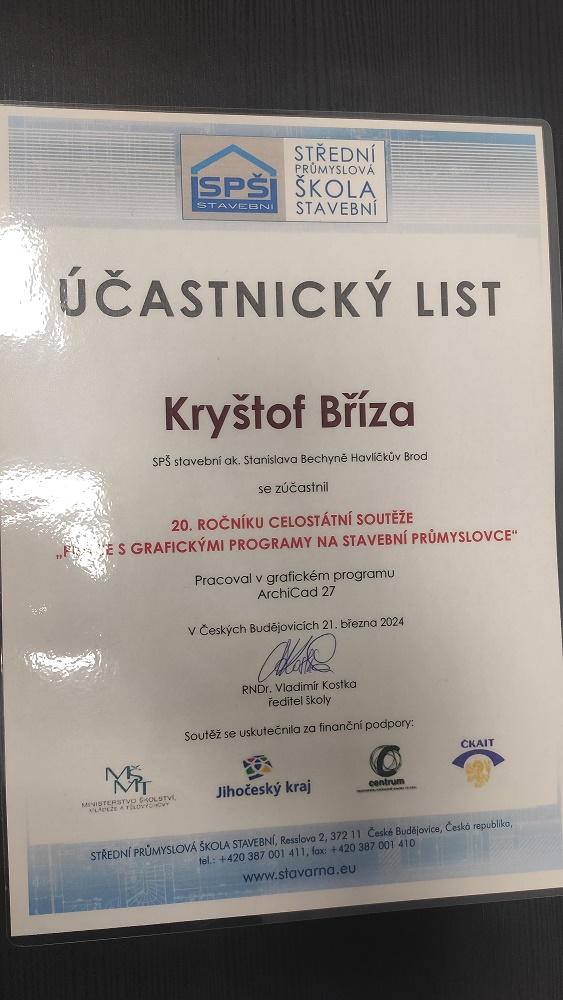 SPŠ
STAVEBNÍ
STŘEDNÍ
PRŮMYSLOVÁ
ŠKOLA
STAVEBNÍ
ÚČASTNICKÝ LIST
Kryštof Bříza
SPŠ stavební ak. Stanislava Bechyně Havlíčkův Brod
se zúčastnil
20. ROČNÍKU CELOSTÁTNÍ SOUTĚŽE
S GRAFICKÝMI PROGRAMY NA STAVEBNÍ PRŮMYSLOVCE“
Pracoval v grafickém programu
ArchiCad 27
V Českých Budějovicích 21. března 2024
RNDr. Vladimír Kostka
ředitel školy
Soutěž se uskutečnila za finanční podpory:
MŠMT
MINISTERSTVO ŠKOLSTVÍ,
MLÁDEŽE A TĚLOVÝCHOVY
Jihočeský kraj
centrum
ČKAIT
STŘEDNÍ PRŮMYSLOVÁ ŠKOLA STAVEBNÍ, Resslova 2, 372 11 České Budějovice, Česká republika,
tel.: +420 387 001 411, fax: +420 387 001 410
www.stavarna.eu